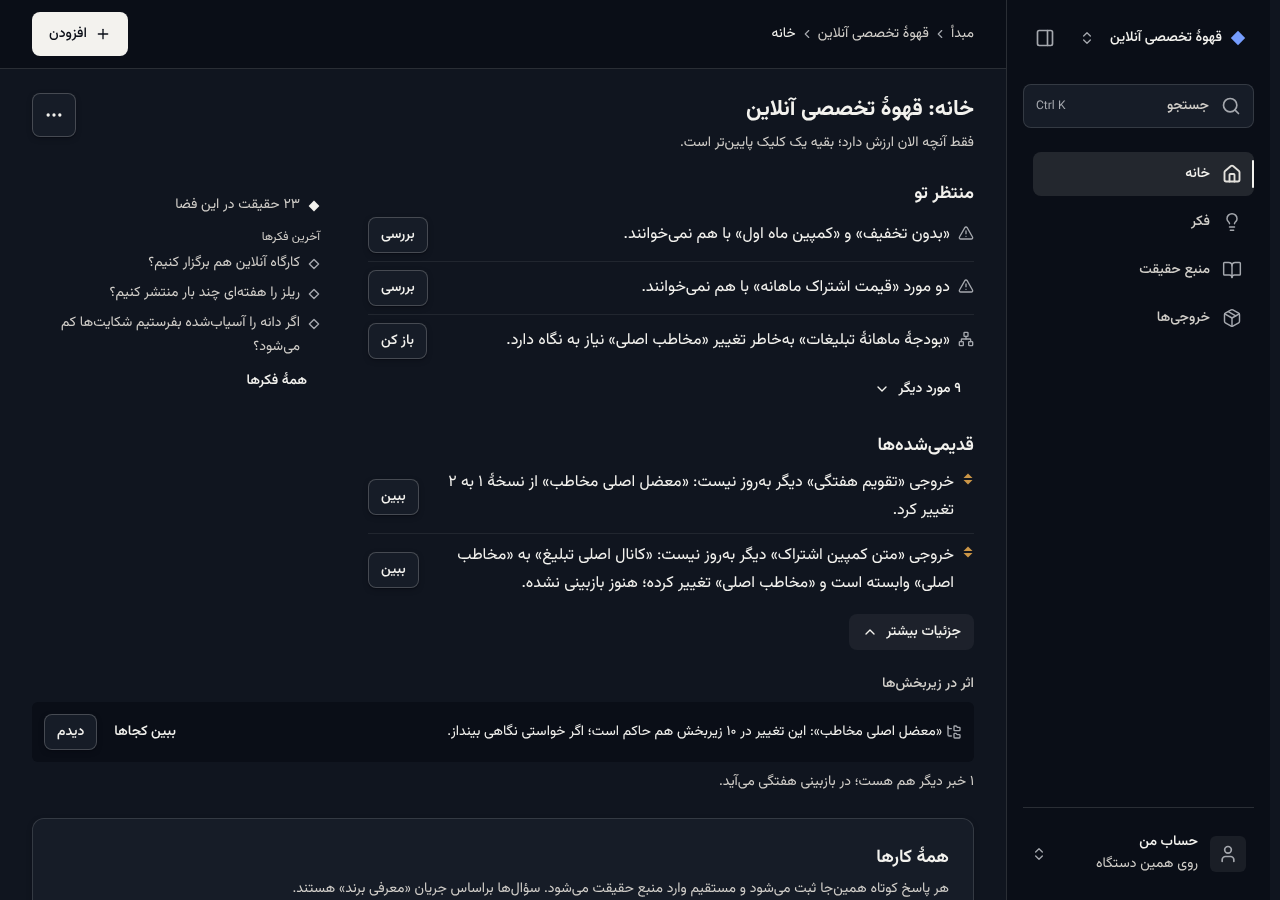 قهوهٔ تخصصی آنلاین
جستجو
Ctrl K
خانه
فکر
منبع حقیقت
خروجی‌ها
حساب من
روی همین دستگاه
مبدأ › قهوهٔ تخصصی آنلاین › خانه
افزودن
خانه: قهوهٔ تخصصی آنلاین
فقط آنچه الان ارزش دارد؛ بقیه یک کلیک پایین‌تر است.
منتظر تو
«بدون تخفیف» و «کمپین ماه اول» با هم نمی‌خوانند.
بررسی
دو مورد «قیمت اشتراک ماهانه» با هم نمی‌خوانند.
بررسی
«بودجهٔ ماهانهٔ تبلیغات» به‌خاطر تغییر «مخاطب اصلی» نیاز به نگاه دارد.
باز کن
۹ مورد دیگر
قدیمی‌شده‌ها
خروجی «تقویم هفتگی» دیگر به‌روز نیست: «معضل اصلی مخاطب» از نسخهٔ ۱ به ۲
تغییر کرد.
ببین
خروجی «متن کمپین اشتراک» دیگر به‌روز نیست: «کانال اصلی تبلیغ» به «مخاطب
اصلی» وابسته است و «مخاطب اصلی» تغییر کرده؛ هنوز بازبینی نشده.
ببین
جزئیات بیشتر
۲۳ حقیقت در این فضا
آخرین فکرها
کارگاه آنلاین هم برگزار کنیم؟
ریلز را هفته‌ای چند بار منتشر کنیم؟
اگر دانه را آسیاب‌شده بفرستیم شکایت‌ها کم
می‌شود؟
همهٔ فکرها
اثر در زیربخش‌ها
«معضل اصلی مخاطب»: این تغییر در ۱۰ زیربخش هم حاکم است؛ اگر خواستی نگاهی بینداز.
ببین کجاها
دیدم
۱ خبر دیگر هم هست؛ در بازبینی هفتگی می‌آید.
همهٔ کارها
هر پاسخ کوتاه همین‌جا ثبت می‌شود و مستقیم وارد منبع حقیقت می‌شود. سؤال‌ها براساس جریان «معرفی برند» هستند.